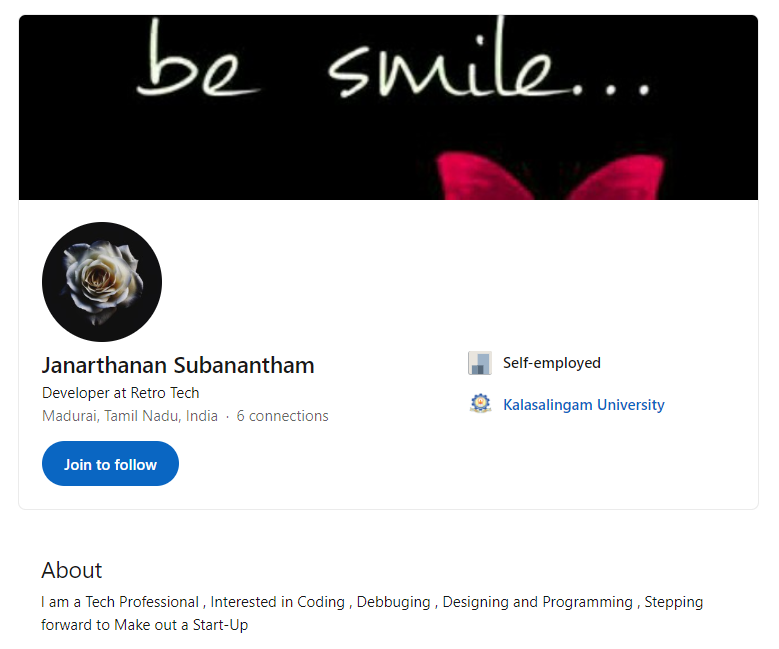 be smile...
Janarthanan Subanantham
Developer at Retro Tech
Madurai, Tamil Nadu, India · 6 connections
Join to follow
Self-employed
Kalasalingam University
About
I am a Tech Professional , Interested in Coding , Debbuging , Designing and Programming , Stepping
forward to Make out a Start-Up